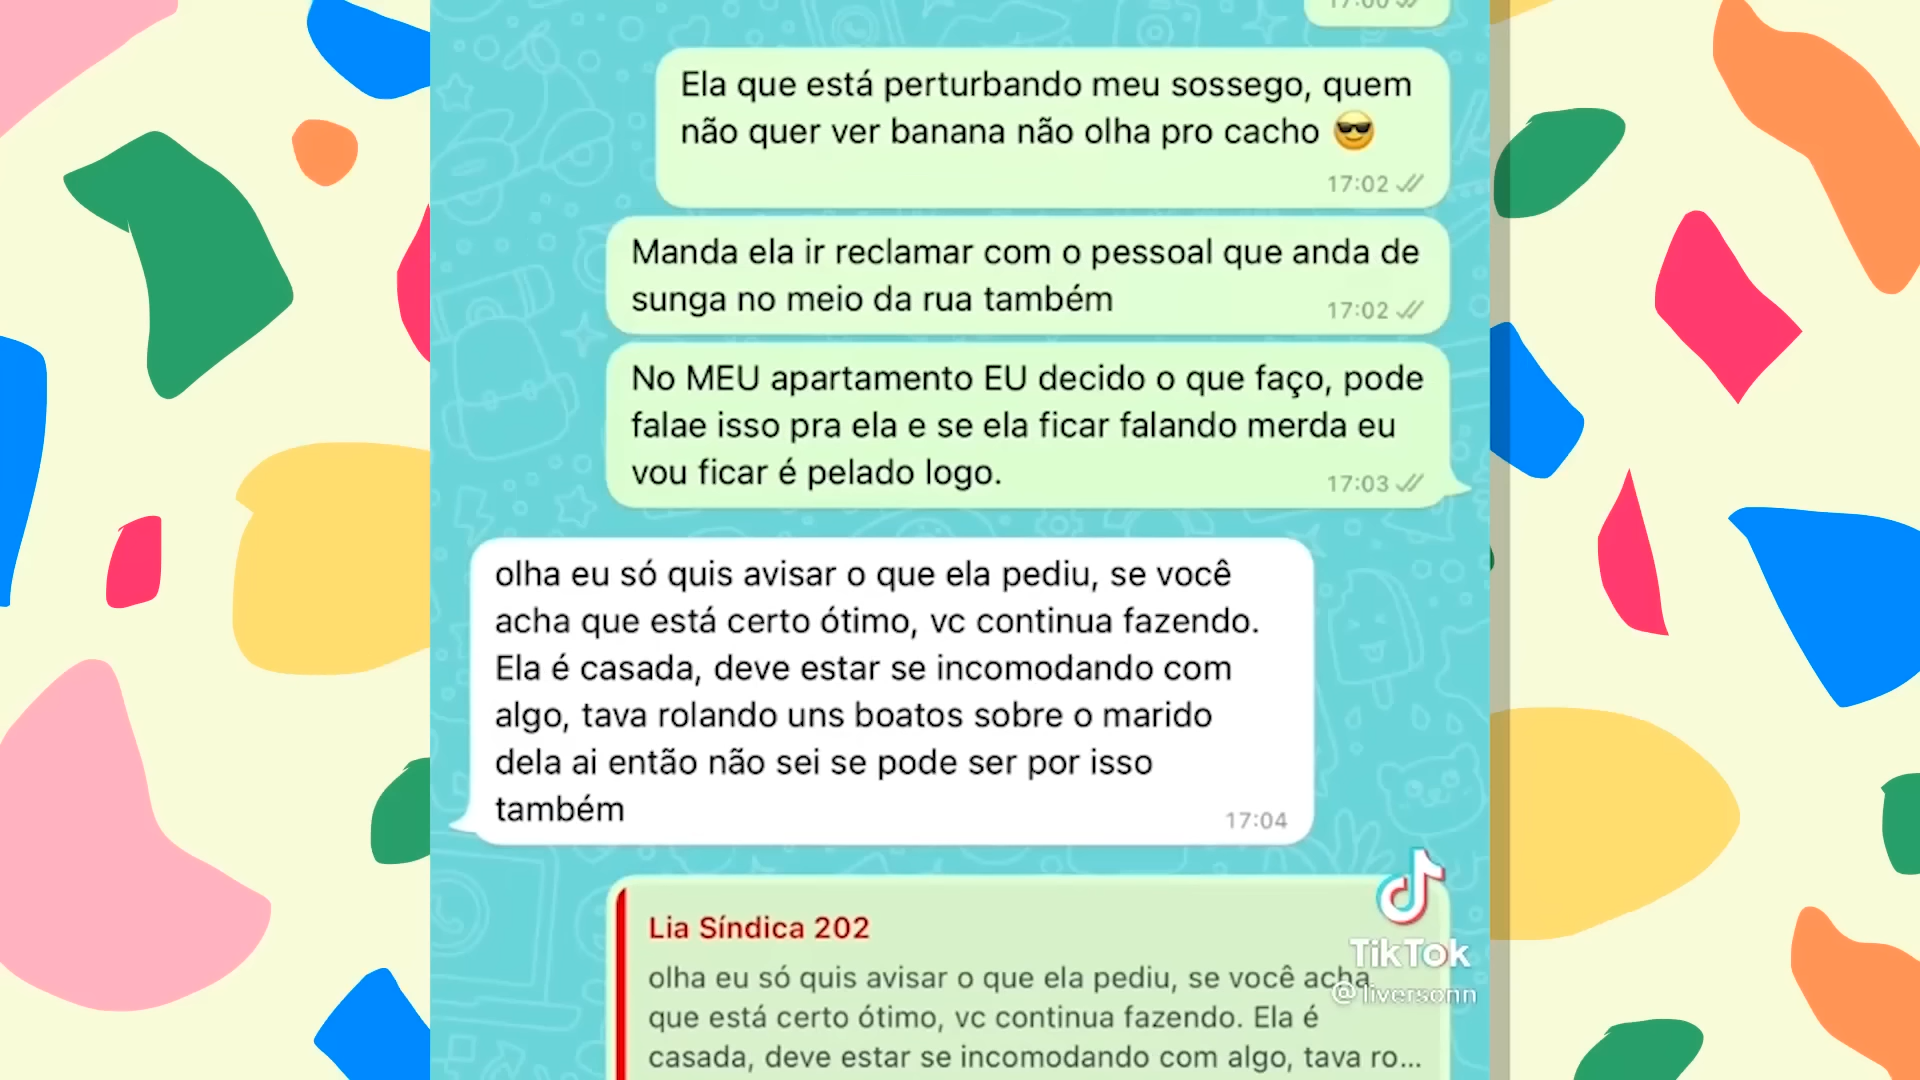 17:00
Ela que está perturbando meu sossego, quem
não quer ver banana não olha pro cacho 😎
17:02
Manda ela ir reclamar com o pessoal que anda de
sunga no meio da rua também
17:02
No MEU apartamento EU decido o que faço, pode
falae isso pra ela e se ela ficar falando merda eu
vou ficar é pelado logo.
17:03
olha eu só quis avisar o que ela pediu, se você
acha que está certo ótimo, vc continua fazendo.
Ela é casada, deve estar se incomodando com
algo, tava rolando uns boatos sobre o marido
dela ai então não sei se pode ser por isso
também
17:04
Lia Síndica 202
olha eu só quis avisar o que ela pediu, se você acha
que está certo ótimo, vc continua fazendo. Ela é
casada, deve estar se incomodando com algo, tava ro...
TikTok
@liversonn